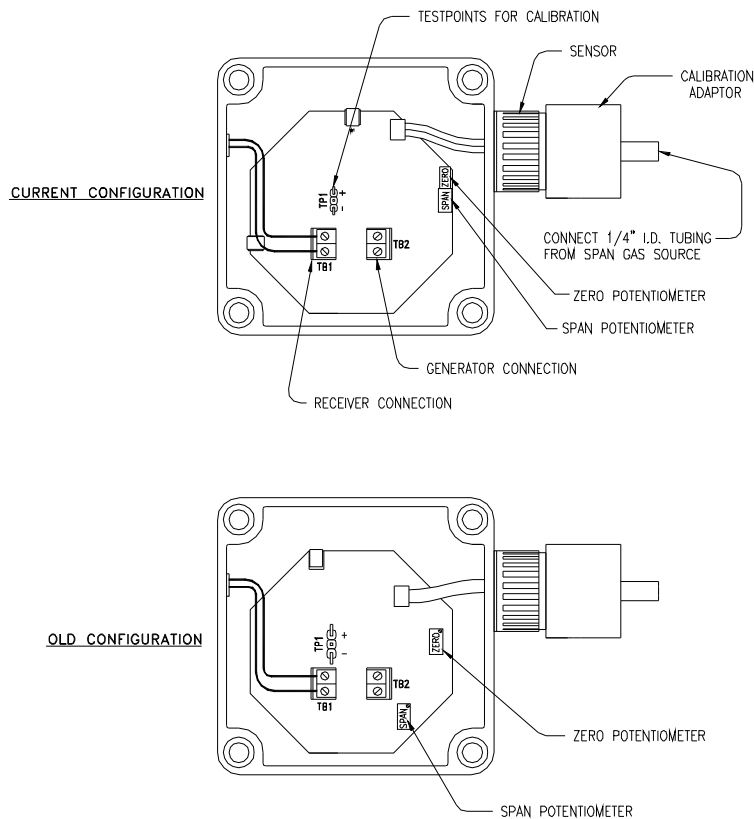 TESTPOINTS FOR CALIBRATION
SENSOR
CALIBRATION
ADAPTOR
CURRENT CONFIGURATION
TP1
+
-
ZERO
SPAN
TB1
TB2
CONNECT 1/4" I.D. TUBING
FROM SPAN GAS SOURCE
ZERO POTENTIOMETER
SPAN POTENTIOMETER
GENERATOR CONNECTION
RECEIVER CONNECTION
OLD CONFIGURATION
TP1
+
-
ZERO
TB1
TB2
SPAN
ZERO POTENTIOMETER
SPAN POTENTIOMETER